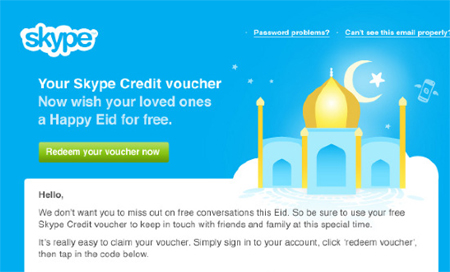 skype
Password problems?
Can't see this email properly?
Your Skype Credit voucher
Now wish your loved ones
a Happy Eid for free.
Redeem your voucher now
Hello,
We don't want you to miss out on free conversations this Eid. So be sure to use your free
Skype Credit voucher to keep in touch with friends and family at this special time.
It's really easy to claim your voucher. Simply sign in to your account, click 'redeem voucher',
then tap in the code below.